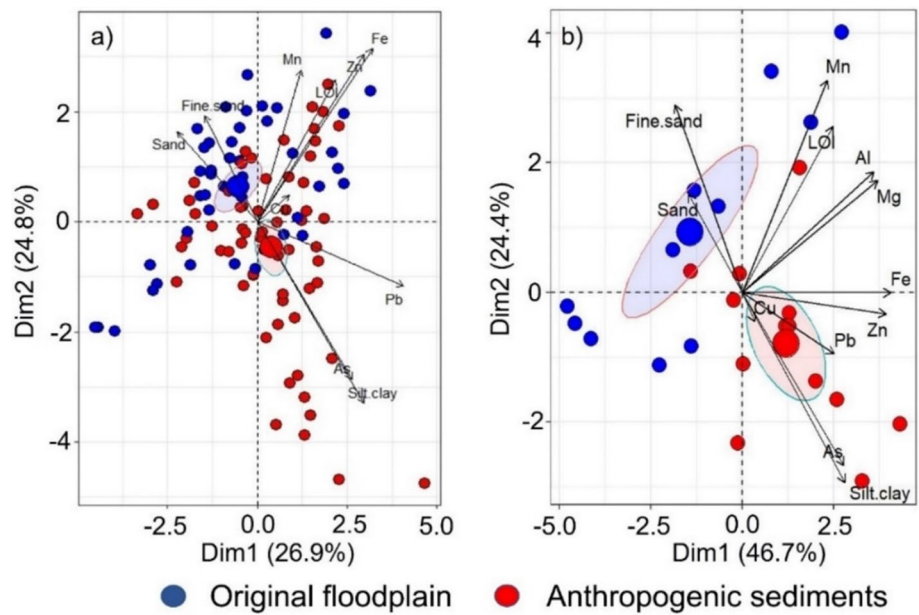 a)
Fe
Mn
Zn
LOI
Fine.sand
Sand
Pb
As
Silt.clay
2
0
-2
-4
-2.5 0.0 2.5 5.0
Dim1 (26.9%)
Dim2 (24.8%)
b)
Mn
Fine.sand
LOI
Al
Mg
Sand
Fe
Cu
Zn
Pb
As
Silt.clay
4
2
0
-2
-5.0 -2.5 0.0 2.5
Dim1 (46.7%)
Dim2 (24.4%)
Original floodplain Anthropogenic sediments